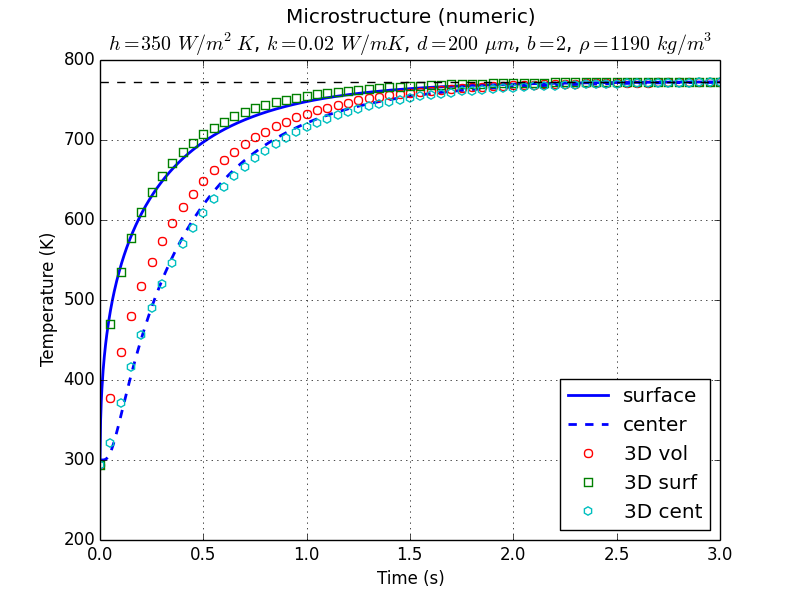 Microstructure (numeric)
h=350 W/m² K, k=0.02 W/mK, d=200 μm, b=2, ρ=1190 kg/m³
800
700
600
500
400
300
200
Temperature (K)
surface
center
3D vol
3D surf
3D cent
0.0 0.5 1.0 1.5 2.0 2.5 3.0
Time (s)